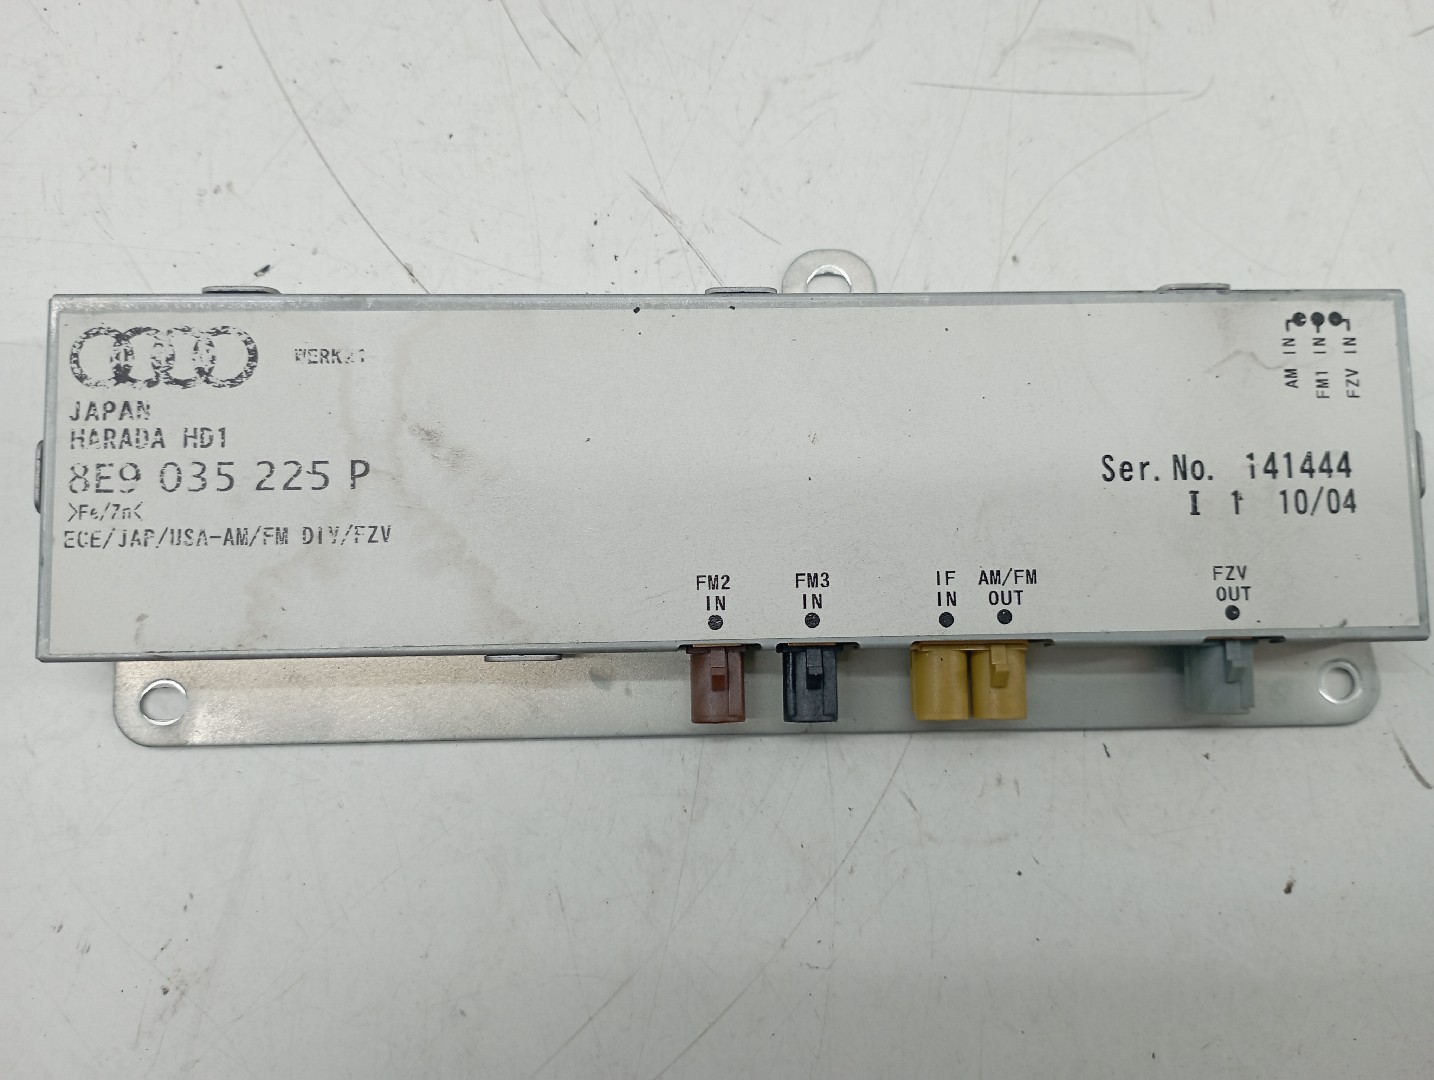 WERK 21
JAPAN
HARADA HD1
8E9 035 225 P
>Fe/Zn<
ECE/JAP/USA-AM/FM DIV/FZV
AM IN
FM1 IN
FZV IN
Ser. No. 141444
I 1 10/04
FM2
IN
FM3
IN
IF
IN
AM/FM
OUT
FZV
OUT